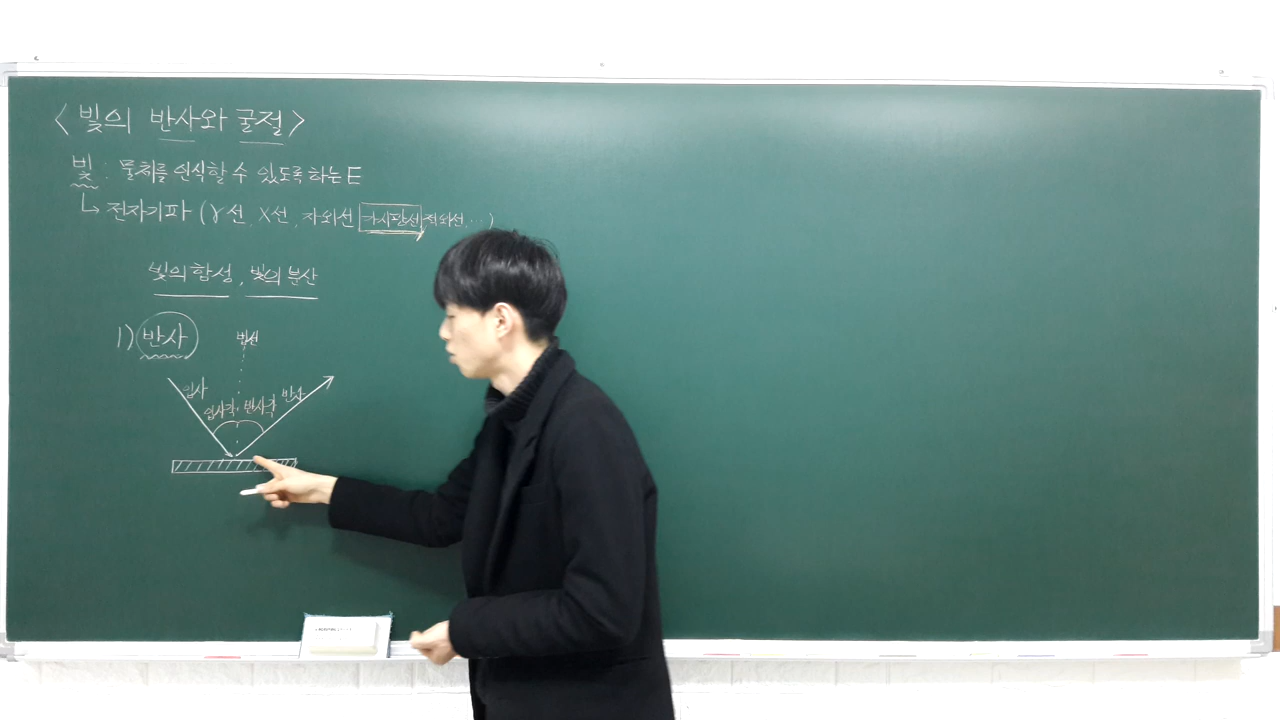 < 빛의 반사와 굴절 >
빛 : 물체를 인식할 수 있도록 하는 E
↳ 전자기파 (γ선, X선, 자외선 가시광선 적외선, …)
빛의 합성, 빛의 분산
1) 반사
법선
입사 반사
입사각 반사각